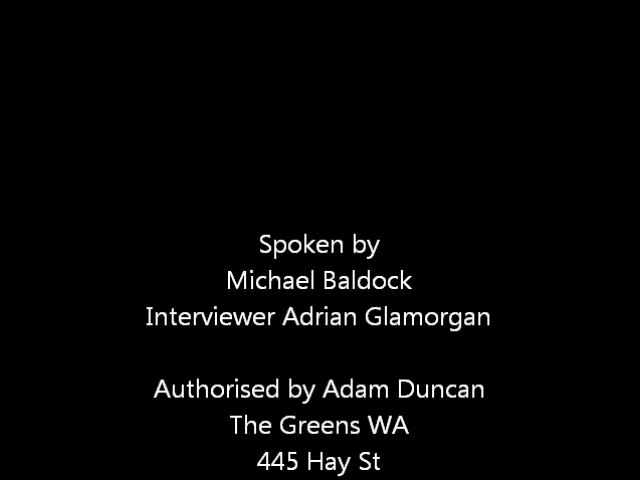 Spoken by
Michael Baldock
Interviewer Adrian Glamorgan
Authorised by Adam Duncan
The Greens WA
445 Hay St